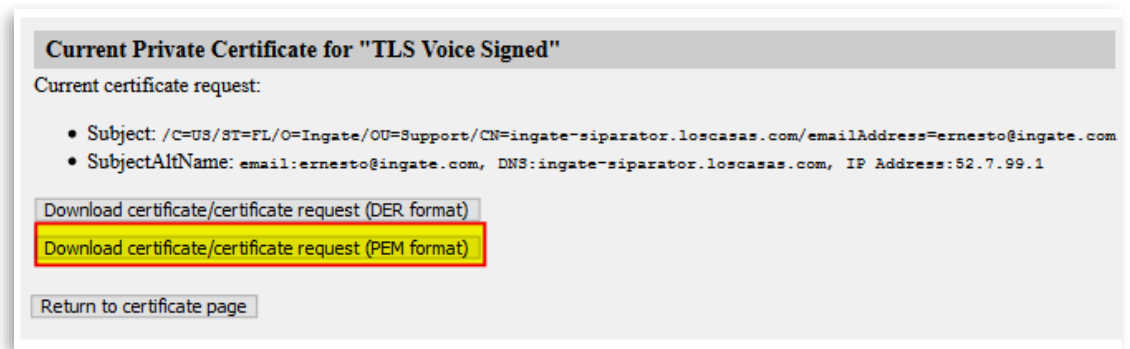 Current Private Certificate for "TLS Voice Signed"
Current certificate request:
• Subject: /C=US/ST=FL/O=Ingate/OU=Support/CN=ingate-siparator.loscasas.com/emailAddress=ernesto@ingate.com
• SubjectAltName: email:ernesto@ingate.com, DNS:ingate-siparator.loscasas.com, IP Address:52.7.99.1
Download certificate/certificate request (DER format)
Download certificate/certificate request (PEM format)
Return to certificate page